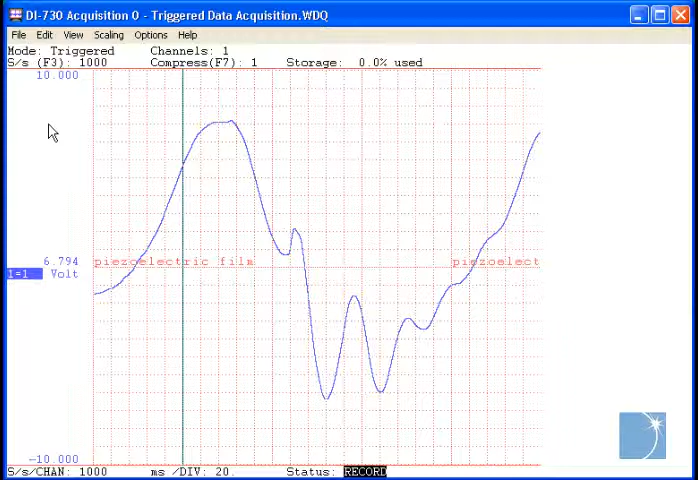 DI-730 Acquisition 0 - Triggered Data Acquisition.WDQ
File Edit View Scaling Options Help
Mode: Triggered Channels: 1
S/s (F3): 1000 Compress(F7): 1 Storage: 0.0% used
10.000
6.794
piezoelectric film piezoelect
1=1 Volt
-10.000
S/s/CHAN: 1000 ms /DIV: 20. Status: RECORD